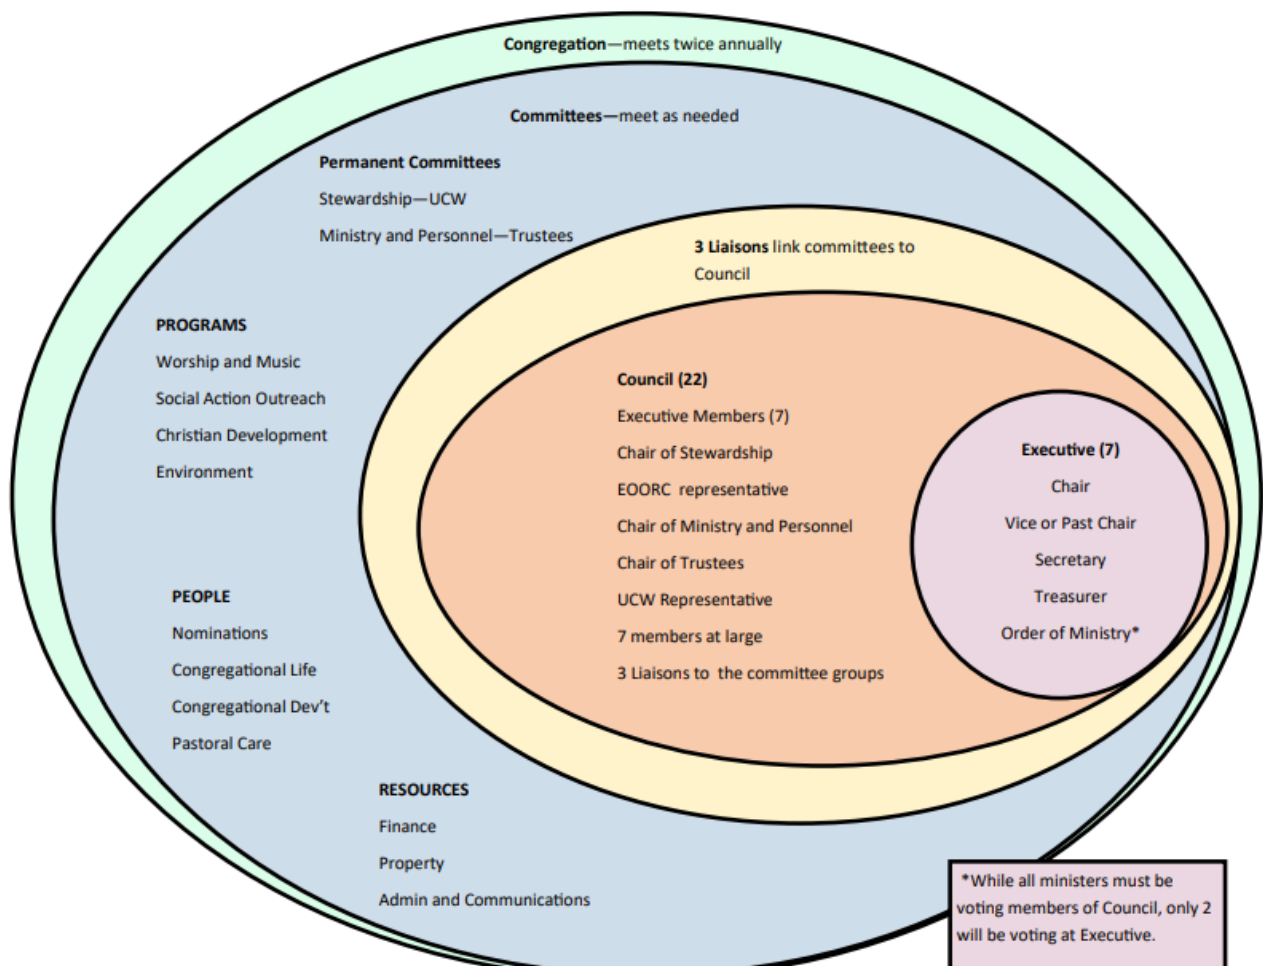 Congregation—meets twice annually
Committees—meet as needed
Permanent Committees
Stewardship—UCW
Ministry and Personnel—Trustees
3 Liaisons link committees to
Council
PROGRAMS
Worship and Music
Social Action Outreach
Christian Development
Environment
Council (22)
Executive Members (7)
Chair of Stewardship
EOORC representative
Chair of Ministry and Personnel
Chair of Trustees
UCW Representative
7 members at large
3 Liaisons to the committee groups
Executive (7)
Chair
Vice or Past Chair
Secretary
Treasurer
Order of Ministry*
PEOPLE
Nominations
Congregational Life
Congregational Dev’t
Pastoral Care
RESOURCES
Finance
Property
Admin and Communications
*While all ministers must be
voting members of Council, only 2
will be voting at Executive.